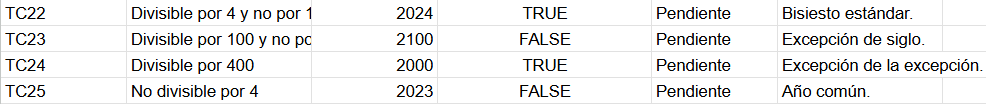 TC22 Divisible por 4 y no por 1 2024 TRUE Pendiente Bisiesto estándar.
TC23 Divisible por 100 y no po 2100 FALSE Pendiente Excepción de siglo.
TC24 Divisible por 400 2000 TRUE Pendiente Excepción de la excepción.
TC25 No divisible por 4 2023 FALSE Pendiente Año común.